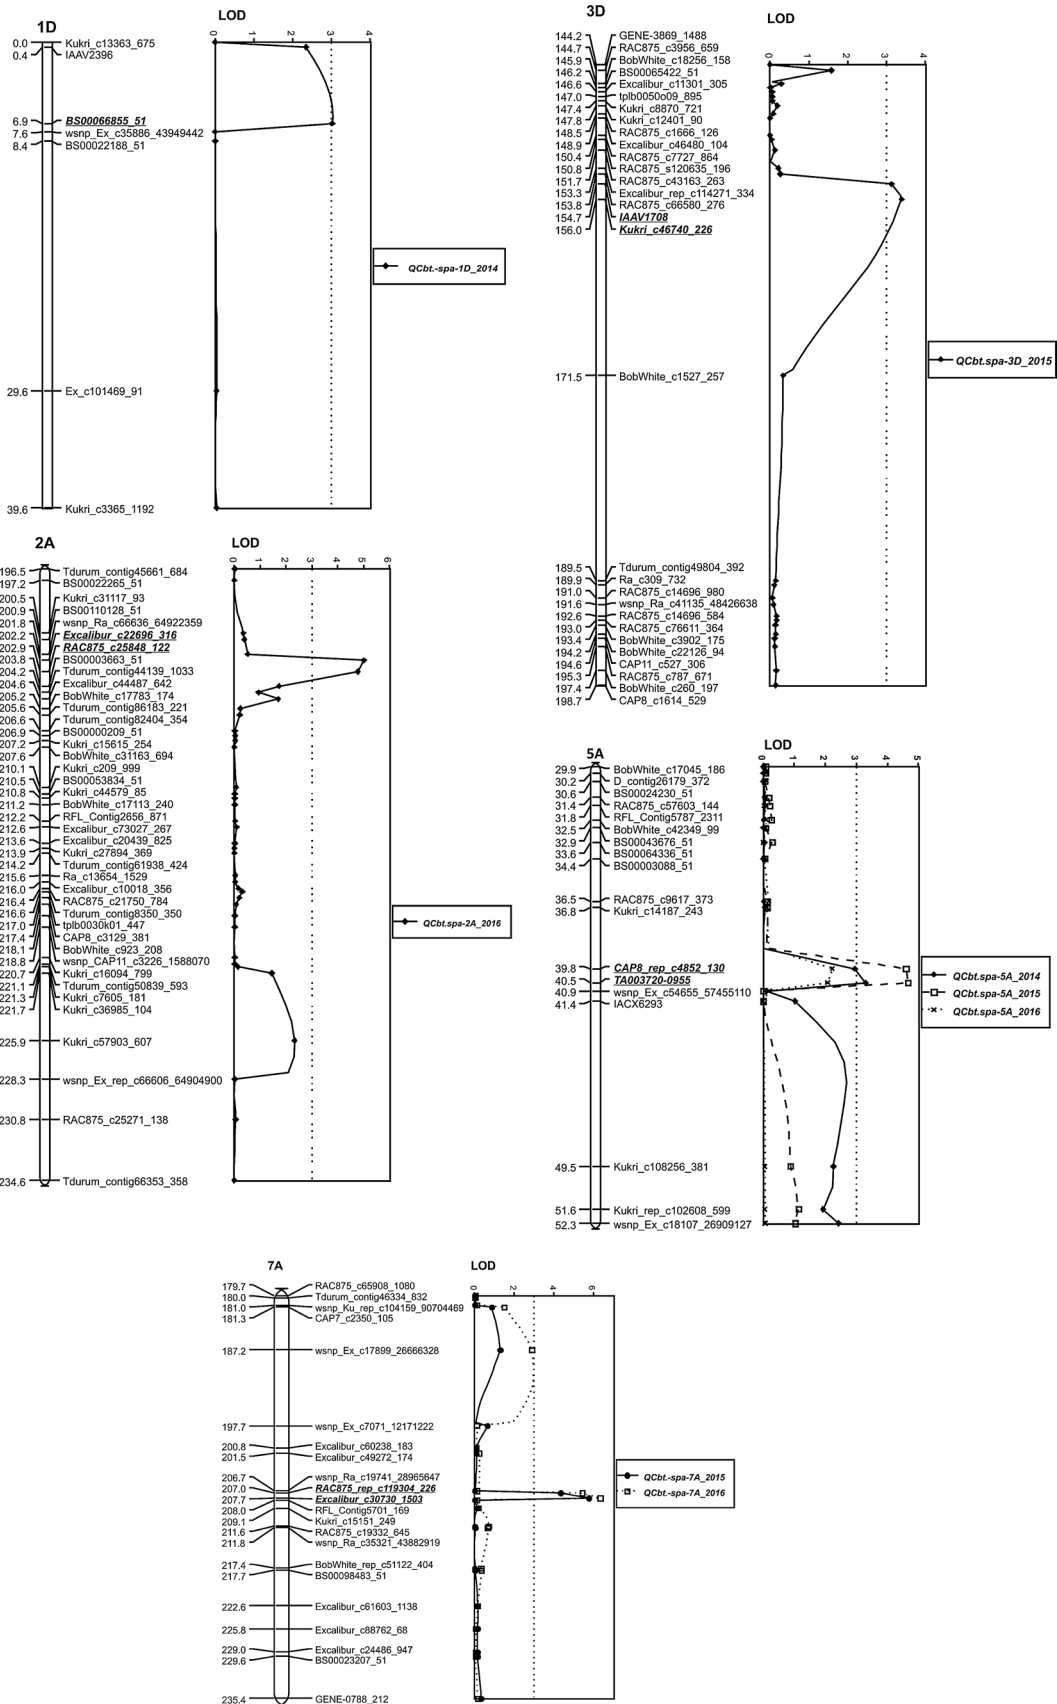 1D
LOD
0 1 2 3 4
0.0 Kukri_c13363_675
0.4 IAAV2396
6.9 BS00066855_51
7.6 wsnp_Ex_c35886_43949442
8.4 BS00022188_51
29.6 Ex_c101469_91
39.6 Kukri_c3365_1192
QCbt.-spa-1D_2014
3D
LOD
0 1 2 3 4
144.2 GENE-3869_1488
144.7 RAC875_c3956_659
145.9 BobWhite_c18256_158
146.2 BS00065422_51
146.6 Excalibur_c11301_305
147.0 tplb0050o09_895
147.4 Kukri_c8870_721
147.8 Kukri_c12401_90
148.5 RAC875_c1666_126
148.9 Excalibur_c46480_104
150.4 RAC875_c7727_864
150.8 RAC875_s120635_196
151.7 RAC875_c43163_263
153.3 Excalibur_rep_c114271_334
153.8 RAC875_c66580_276
154.7 IAAV1708
156.0 Kukri_c46740_226
171.5 BobWhite_c1527_257
189.5 Tdurum_contig49804_392
189.9 Ra_c309_732
191.0 RAC875_c14696_980
191.6 wsnp_Ra_c41135_48426638
192.6 RAC875_c14696_584
193.0 RAC875_c76611_364
193.4 BobWhite_c3902_175
194.2 BobWhite_c22126_94
194.6 CAP11_c527_306
195.3 RAC875_c787_671
197.4 BobWhite_c260_197
198.7 CAP8_c1614_529
QCbt.spa-3D_2015
2A
LOD
0 1 2 3 4 5 6
196.5 Tdurum_contig45661_684
197.2 BS00022265_51
200.5 Kukri_c31117_93
200.9 BS00110128_51
201.8 wsnp_Ra_c66636_64922359
202.2 Excalibur_c22696_316
202.9 RAC875_c25848_122
203.8 BS00003663_51
204.2 Tdurum_contig44139_1033
204.6 Excalibur_c44487_642
205.2 BobWhite_c17783_174
205.6 Tdurum_contig86183_221
206.6 Tdurum_contig82404_354
206.9 BS00000209_51
207.2 Kukri_c15615_254
207.6 BobWhite_c31163_694
210.1 Kukri_c209_999
210.5 BS00053834_51
210.8 Kukri_c44579_85
211.2 BobWhite_c17113_240
212.2 RFL_Contig2656_871
212.6 Excalibur_c73027_267
213.6 Excalibur_c20439_825
213.9 Kukri_c27894_369
214.2 Tdurum_contig61938_424
215.6 Ra_c13654_1529
216.0 Excalibur_c10018_356
216.4 RAC875_c21750_784
216.6 Tdurum_contig8350_350
217.0 tplb0030k01_447
217.4 CAP8_c3129_381
218.1 BobWhite_c923_208
218.8 wsnp_CAP11_c3226_1588070
220.7 Kukri_c16094_799
221.1 Tdurum_contig50839_593
221.3 Kukri_c7605_181
221.7 Kukri_c36985_104
225.9 Kukri_c57903_607
228.3 wsnp_Ex_rep_c66606_64904900
230.8 RAC875_c25271_138
234.6 Tdurum_contig66353_358
QCbt.spa-2A_2016
5A
LOD
0 1 2 3 4 5
29.9 BobWhite_c17045_186
30.2 D_contig26179_372
30.6 BS00024230_51
31.4 RAC875_c57603_144
31.8 RFL_Contig5787_2311
32.5 BobWhite_c42349_99
32.9 BS00043676_51
33.6 BS00064336_51
34.4 BS00003088_51
36.5 RAC875_c9617_373
36.8 Kukri_c14187_243
39.8 CAP8_rep_c4852_130
40.5 TA003720-0955
40.9 wsnp_Ex_c54655_57455110
41.4 IACX6293
49.5 Kukri_c108256_381
51.6 Kukri_rep_c102608_599
52.3 wsnp_Ex_c18107_26909127
QCbt.spa-5A_2014
QCbt.spa-5A_2015
QCbt.spa-5A_2016
7A
LOD
0 2 4 6
179.7 RAC875_c65908_1080
180.0 Tdurum_contig46334_832
181.0 wsnp_Ku_rep_c104159_90704469
181.3 CAP7_c2350_105
187.2 wsnp_Ex_c17899_26666328
197.7 wsnp_Ex_c7071_12171222
200.8 Excalibur_c60238_183
201.5 Excalibur_c49272_174
206.7 wsnp_Ra_c19741_28965647
207.0 RAC875_rep_c119304_226
207.7 Excalibur_c30730_1503
208.0 RFL_Contig5701_169
209.1 Kukri_c15151_249
211.6 RAC875_c19332_645
211.8 wsnp_Ra_c35321_43882919
217.4 BobWhite_rep_c51122_404
217.7 BS00098483_51
222.6 Excalibur_c61603_1138
225.8 Excalibur_c88762_68
229.0 Excalibur_c24486_947
229.6 BS00023207_51
235.4 GENE-0788_212
QCbt.-spa-7A_2015
QCbt.-spa-7A_2016